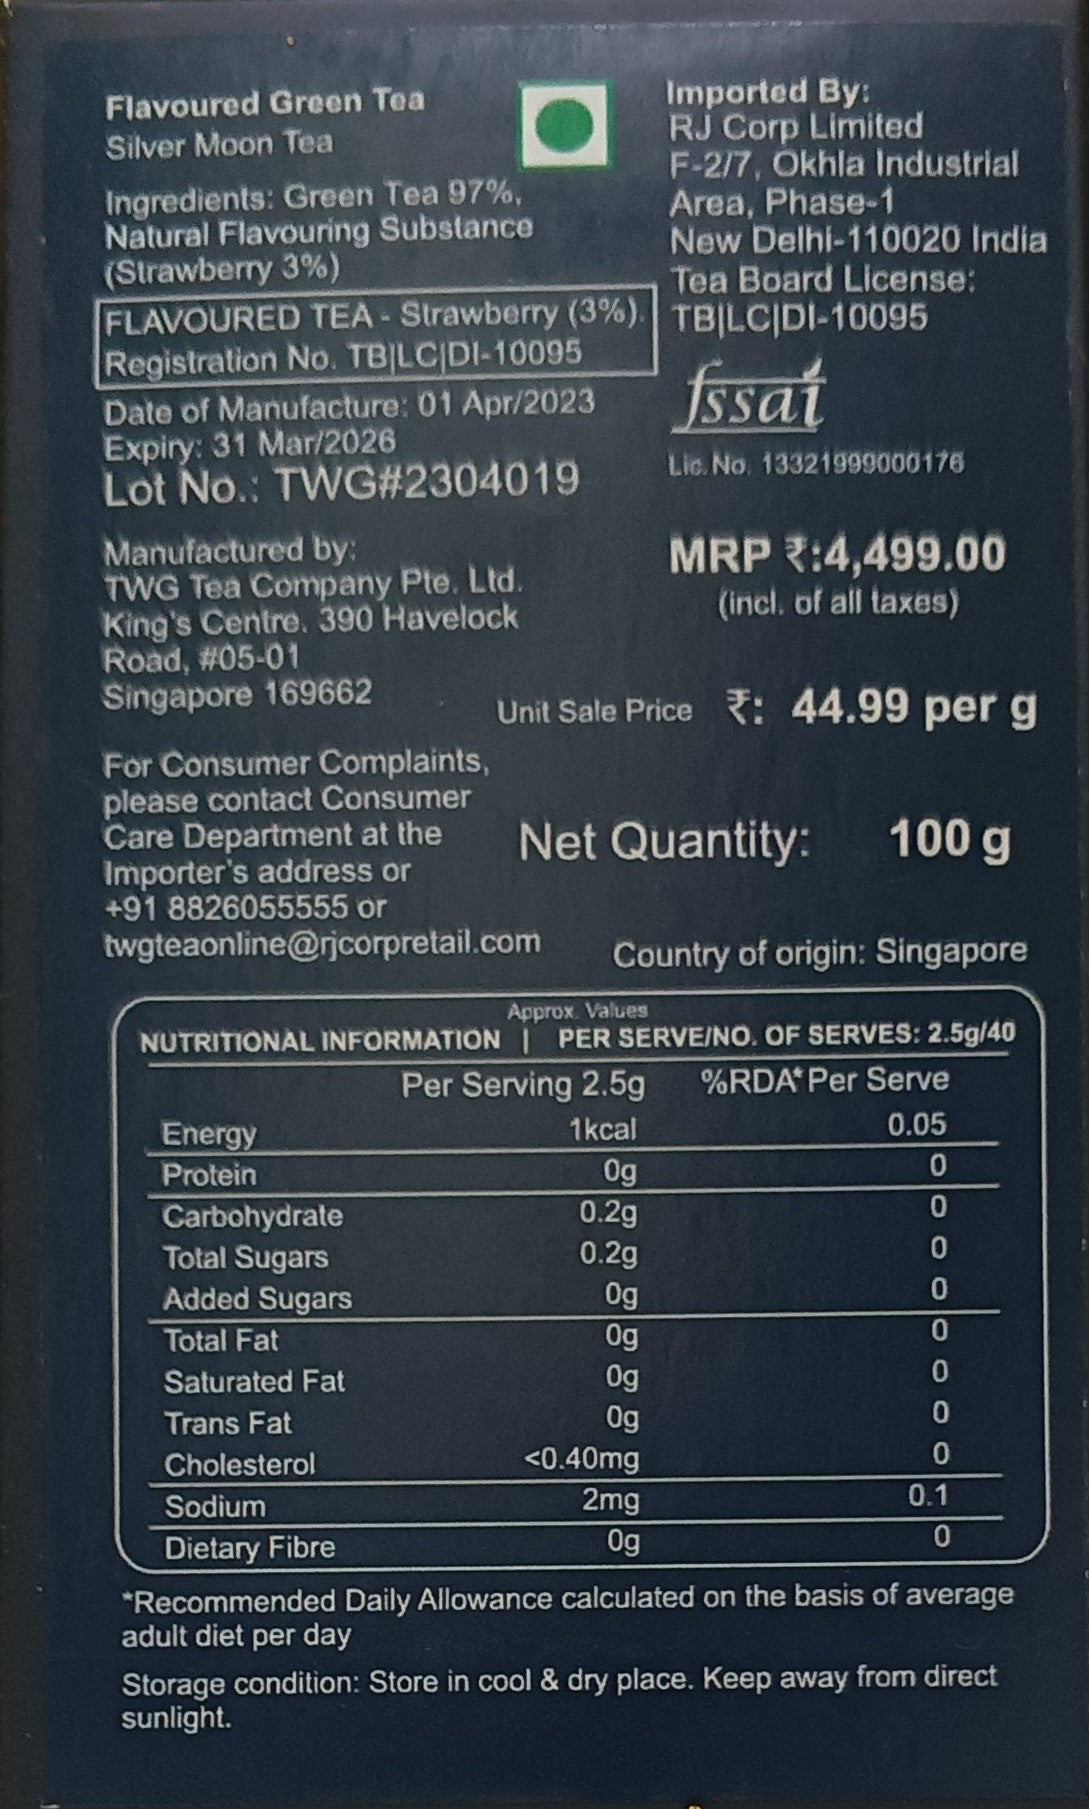 Flavoured Green Tea
Silver Moon Tea
Ingredients: Green Tea 97%,
Natural Flavouring Substance
(Strawberry 3%)
FLAVOURED TEA - Strawberry (3%).
Registration No. TB|LC|DI-10095
Date of Manufacture: 01 Apr/2023
Expiry: 31 Mar/2026
Lot No.: TWG#2304019
Manufactured by:
TWG Tea Company Pte. Ltd.
King's Centre. 390 Havelock
Road, #05-01
Singapore 169662
For Consumer Complaints,
please contact Consumer
Care Department at the
Importer's address or
+91 8826055555 or
twgteaonline@rjcorpretail.com
Imported By:
RJ Corp Limited
F-2/7, Okhla Industrial
Area, Phase-1
New Delhi-110020 India
Tea Board License:
TB|LC|DI-10095
fssai
Lic. No. 13321999000176
MRP ₹:4,499.00
(incl. of all taxes)
Unit Sale Price ₹: 44.99 per g
Net Quantity: 100 g
Country of origin: Singapore
Approx. Values
NUTRITIONAL INFORMATION | PER SERVE/NO. OF SERVES: 2.5g/40
Per Serving 2.5g %RDA* Per Serve
Energy 1kcal 0.05
Protein 0g 0
Carbohydrate 0.2g 0
Total Sugars 0.2g 0
Added Sugars 0g 0
Total Fat 0g 0
Saturated Fat 0g 0
Trans Fat 0g 0
Cholesterol <0.40mg 0
Sodium 2mg 0.1
Dietary Fibre 0g 0
*Recommended Daily Allowance calculated on the basis of average
adult diet per day
Storage condition: Store in cool & dry place. Keep away from direct
sunlight.